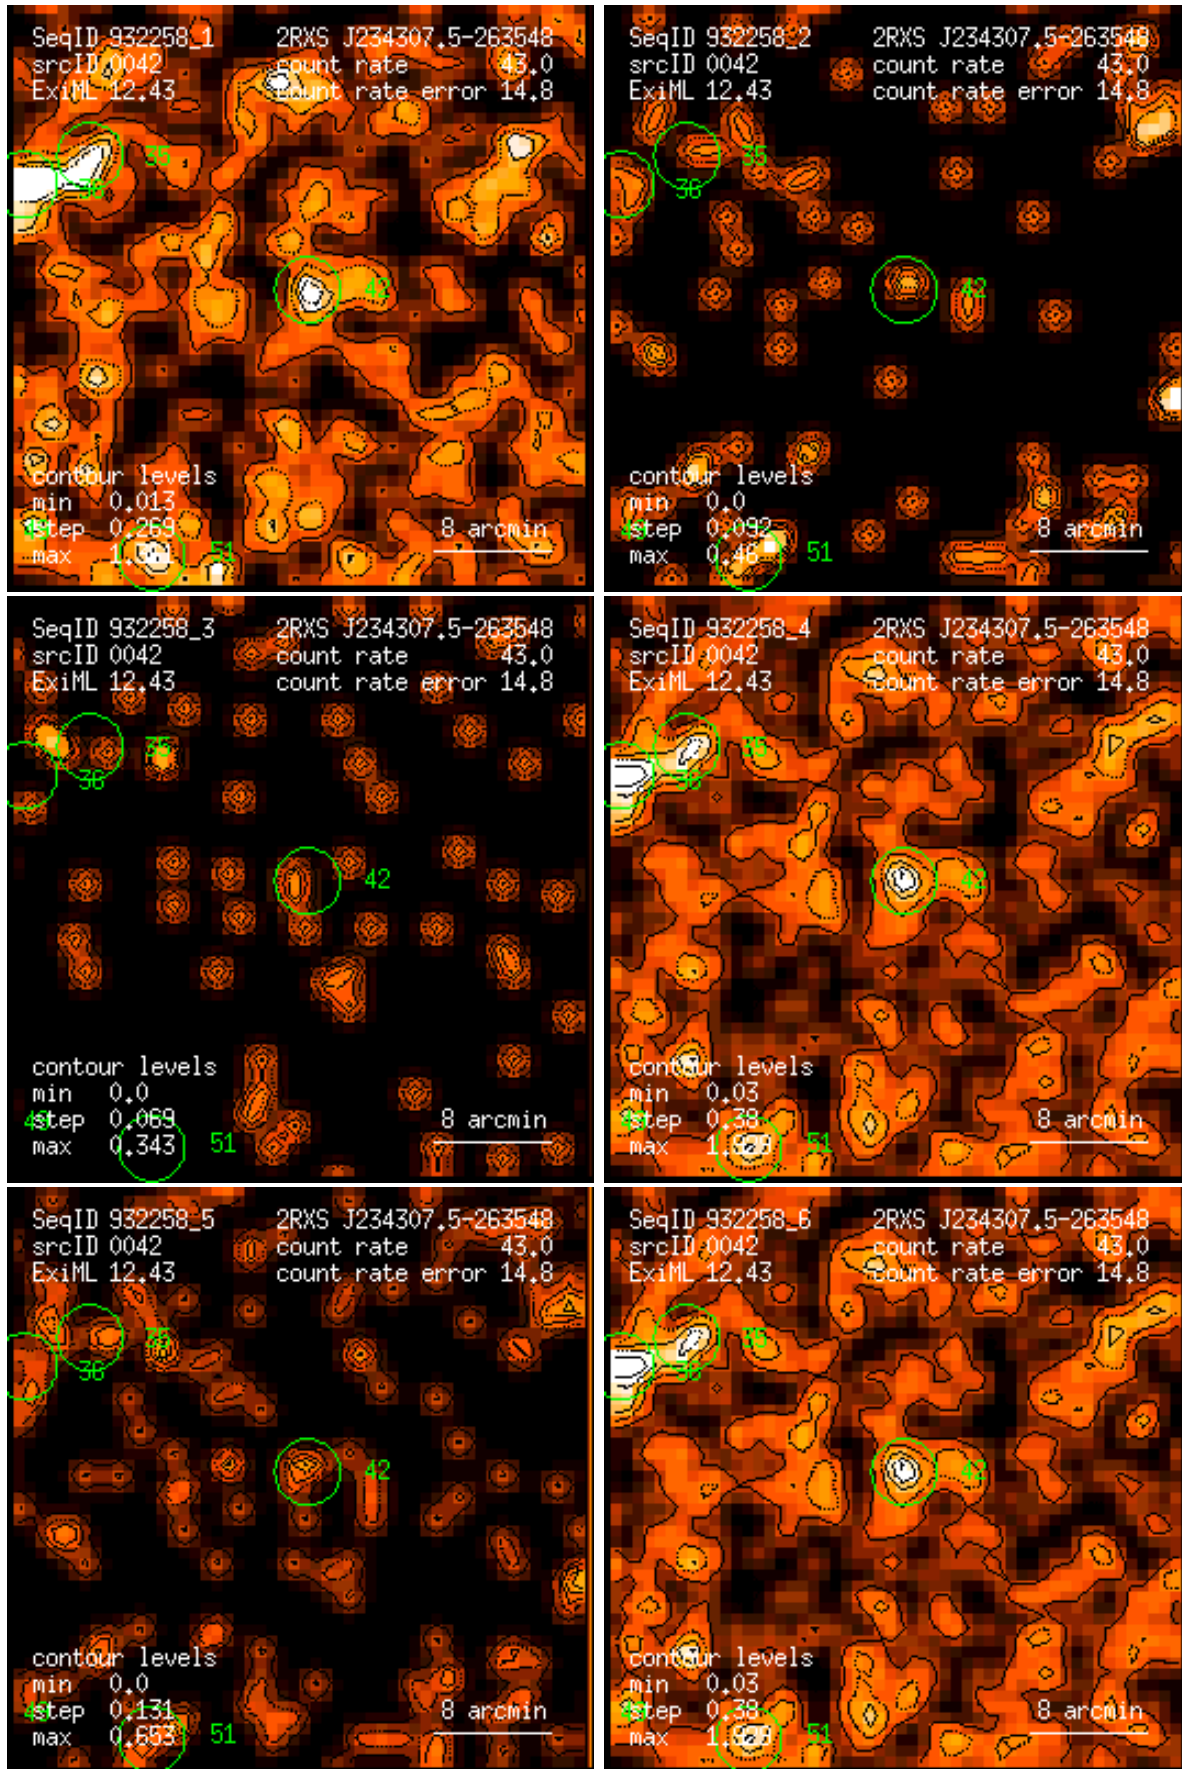 SeqID 932258_1 2RXS J234307.5-263548
srcID 0042 count rate 43.0
ExiML 12.43 count rate error 14.8
35
36
42
contour levels
min 0.013
step 0.269 8 arcmin
max
51
SeqID 932258_2 2RXS J234307.5-263548
srcID 0042 count rate 43.0
ExiML 12.43 count rate error 14.8
35
36
42
contour levels
min 0.0
step 0.092 8 arcmin
max 0.46
51
SeqID 932258_3 2RXS J234307.5-263548
srcID 0042 count rate 43.0
ExiML 12.43 count rate error 14.8
35
36
42
contour levels
min 0.0
step 0.069 8 arcmin
max 0.343
51
SeqID 932258_4 2RXS J234307.5-263548
srcID 0042 count rate 43.0
ExiML 12.43 count rate error 14.8
35
36
42
contour levels
min 0.03
step 0.38 8 arcmin
max
51
SeqID 932258_5 2RXS J234307.5-263548
srcID 0042 count rate 43.0
ExiML 12.43 count rate error 14.8
35
36
42
contour levels
min 0.0
step 0.131 8 arcmin
max 0.653
51
SeqID 932258_6 2RXS J234307.5-263548
srcID 0042 count rate 43.0
ExiML 12.43 count rate error 14.8
35
36
42
contour levels
min 0.03
step 0.38 8 arcmin
max
51